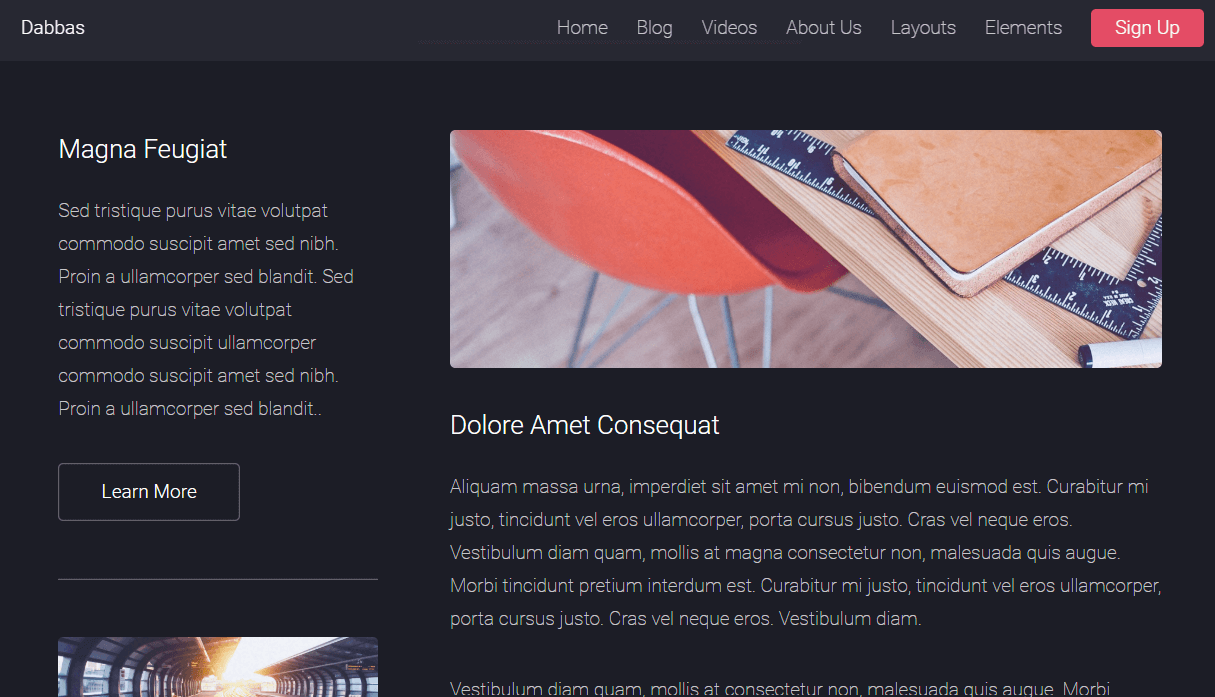 Dabbas
Home Blog Videos About Us Layouts Elements Sign Up
Magna Feugiat
Sed tristique purus vitae volutpat
commodo suscipit amet sed nibh.
Proin a ullamcorper sed blandit. Sed
tristique purus vitae volutpat
commodo suscipit ullamcorper
commodo suscipit amet sed nibh.
Proin a ullamcorper sed blandit..
Learn More
Dolore Amet Consequat
Aliquam massa urna, imperdiet sit amet mi non, bibendum euismod est. Curabitur mi
justo, tincidunt vel eros ullamcorper, porta cursus justo. Cras vel neque eros.
Vestibulum diam quam, mollis at magna consectetur non, malesuada quis augue.
Morbi tincidunt pretium interdum est. Curabitur mi justo, tincidunt vel eros ullamcorper,
porta cursus justo. Cras vel neque eros. Vestibulum diam.
Vestibulum diam quam, mollis at consectetur non, malesuada quis augue. Morbi